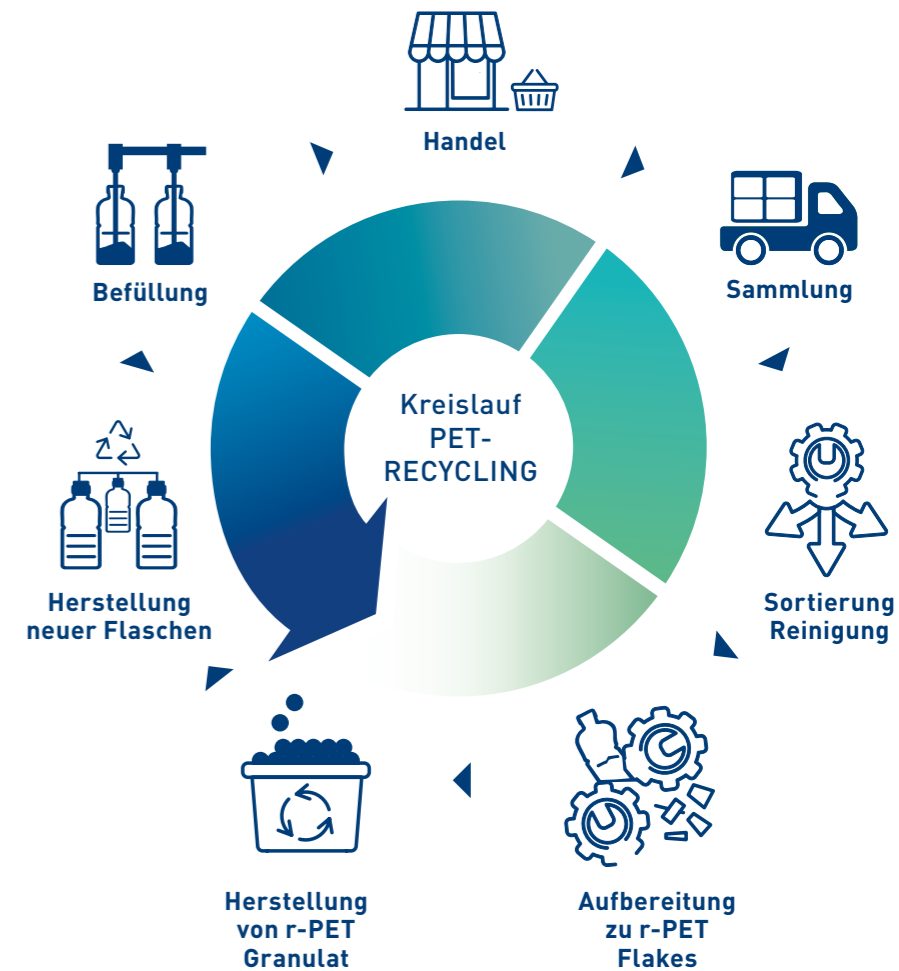 Handel
Sammlung
Sortierung
Reinigung
Aufbereitung
zu r-PET
Flakes
Herstellung
von r-PET
Granulat
Herstellung
neuer Flaschen
Befüllung
Kreislauf
PET-
RECYCLING